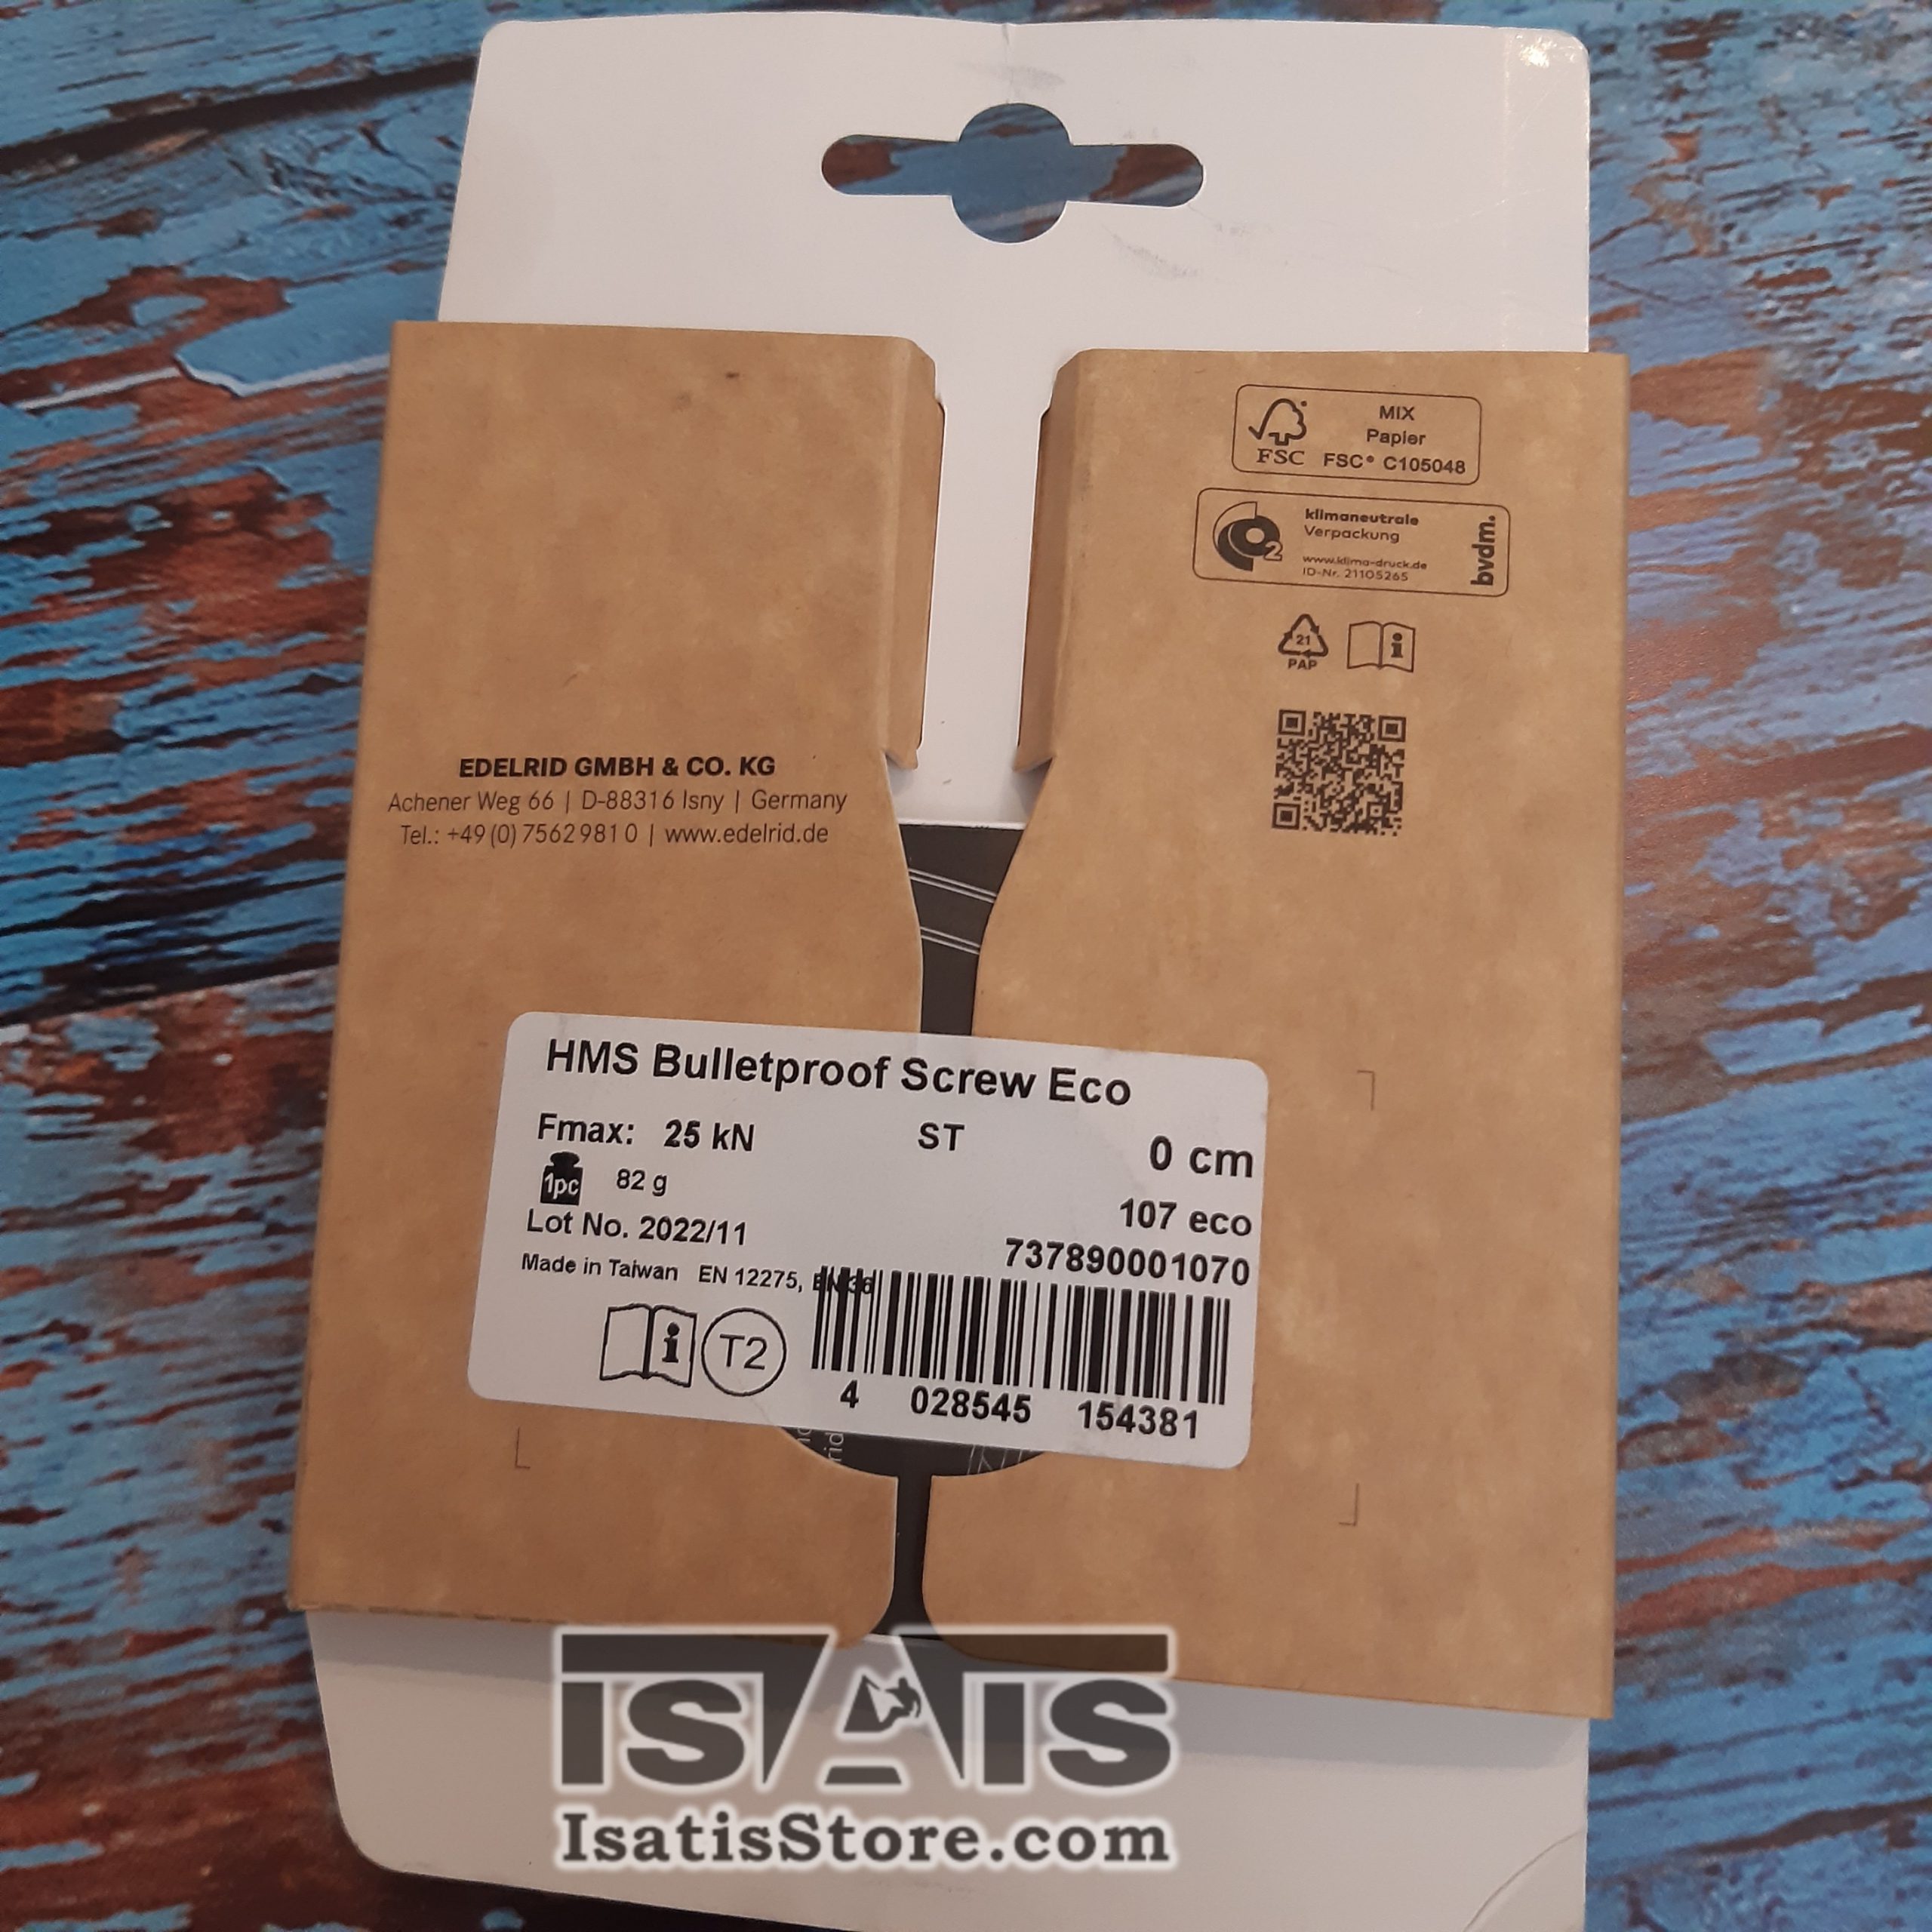 MIX
Papier
FSC FSC® C105048
klimaneutrale
Verpackung
www.klima-druck.de
ID-Nr. 21105265
bvdm.
21
PAP
EDELRID GMBH & CO. KG
Achener Weg 66 | D-88316 Isny | Germany
Tel.: +49 (0) 7562 981 0 | www.edelrid.de
HMS Bulletproof Screw Eco
Fmax: 25 kN ST 0 cm
1pc 82 g
107 eco
Lot No. 2022/11
737890001070
Made in Taiwan EN 12275,
T2
4 028545 154381
ISATIS
IsatisStore.com